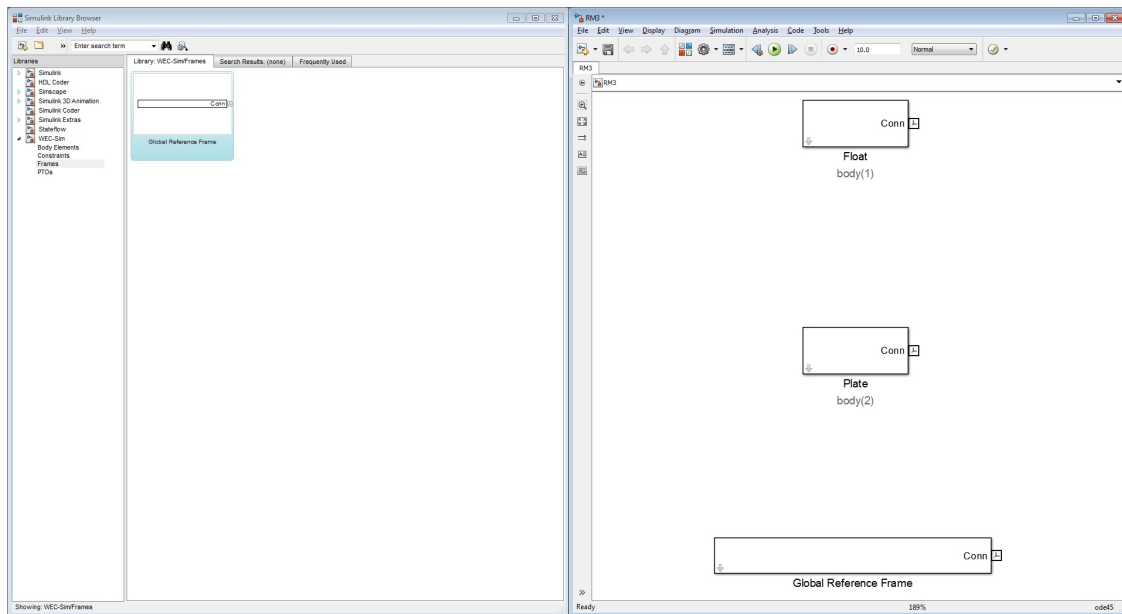 Simulink Library Browser
File Edit View Help
» Enter search term
Libraries
Simulink
HDL Coder
Simscape
Simulink 3D Animation
Simulink Coder
Simulink Extras
Stateflow
WEC-Sim
Body Elements
Constraints
Frames
PTOs
Library: WEC-Sim/Frames Search Results: (none) Frequently Used
Conn
Global Reference Frame
Showing: WEC-Sim/Frames
RM3 *
File Edit View Display Diagram Simulation Analysis Code Tools Help
10.0 Normal
RM3
RM3
Conn
Float
body(1)
Conn
Plate
body(2)
Conn
Global Reference Frame
»
Ready 189% ode45